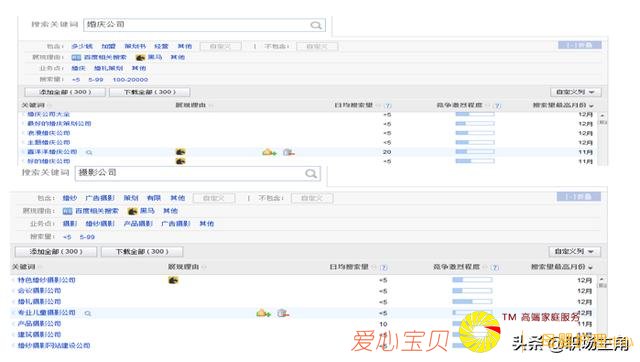 搜索关键词 婚庆公司
包含: 多少钱 加盟 策划书 经营 其他 自定义 | 不包含: 自定义 [-]折叠
展现理由: 百度相关搜索 黑马 其他
业务点: 婚庆 婚礼策划 其他
搜索量: <5 5-99 100-20000
添加全部(300) 下载全部(300) 自定义列
关键词 展现理由 日均搜索量 竞争激烈程度 搜索量最高月份
婚庆公司大全 <5 12月
最好的婚庆策划公司 <5 12月
浪漫婚庆公司 <5 12月
主题婚庆公司 <5 12月
喜洋洋婚庆公司 20 11月
好的婚庆公司 <5 11月
搜索关键词 摄影公司
包含: 婚纱 广告摄影 策划 有限 其他 自定义 | 不包含: 自定义 [-]折叠
展现理由: 百度相关搜索 黑马 其他
业务点: 摄影 婚纱摄影 产品摄影 广告摄影 其他
搜索量: <5 5-99
添加全部(300) 下载全部(300) 自定义列
关键词 展现理由 日均搜索量 竞争激烈程度 搜索量最高月份
特色婚纱摄影公司 <5 12月
会议摄影公司 <5 12月
婚礼摄影公司 <5 12月
专业儿童摄影公司 <5
产品摄影公司 10
建筑摄影公司 <5
婚纱摄影网站建设公司 <5
爱心宝贝 TM 高端家庭服务
头条@职场主角